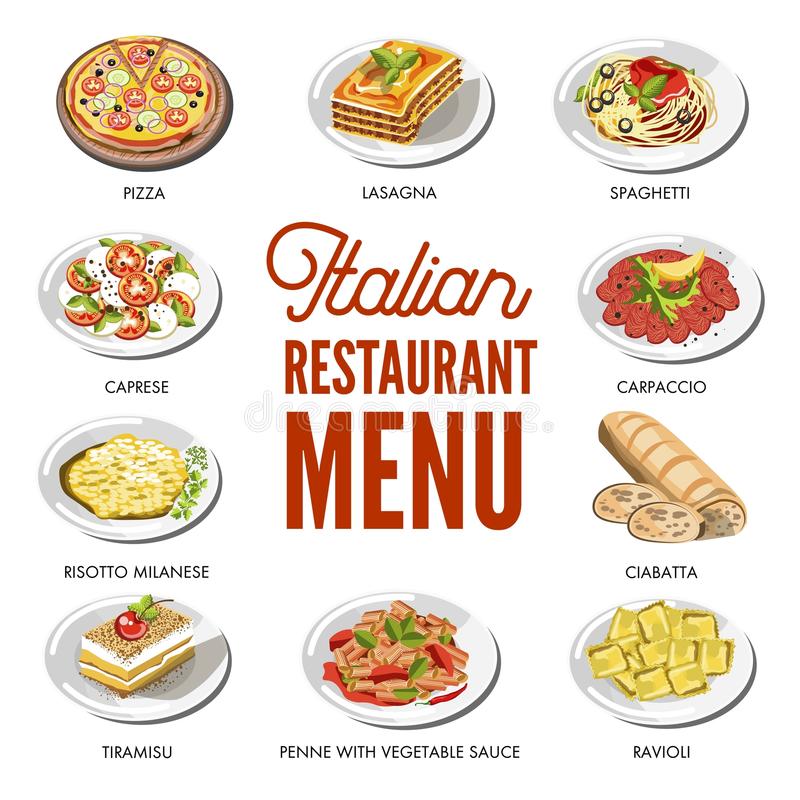 PIZZA
LASAGNA
SPAGHETTI
Italian
RESTAURANT
MENU
CAPRESE
CARPACCIO
RISOTTO MILANESE
CIABATTA
TIRAMISU
PENNE WITH VEGETABLE SAUCE
RAVIOLI